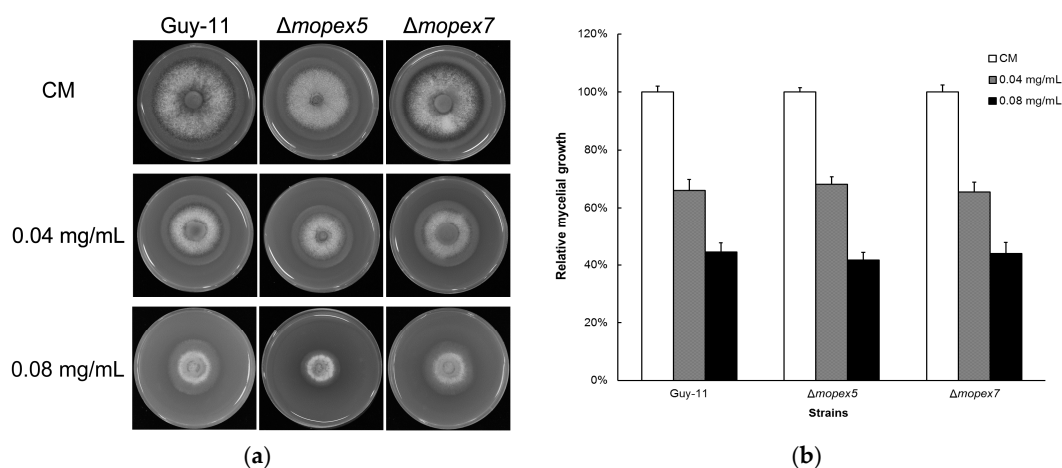 Guy-11 Δmopex5 Δmopex7
CM
0.04 mg/mL
0.08 mg/mL
(a)
120%
100%
80%
60%
40%
20%
0%
Relative mycelial growth
CM
0.04 mg/mL
0.08 mg/mL
Guy-11 Δmopex5 Δmopex7
Strains
(b)